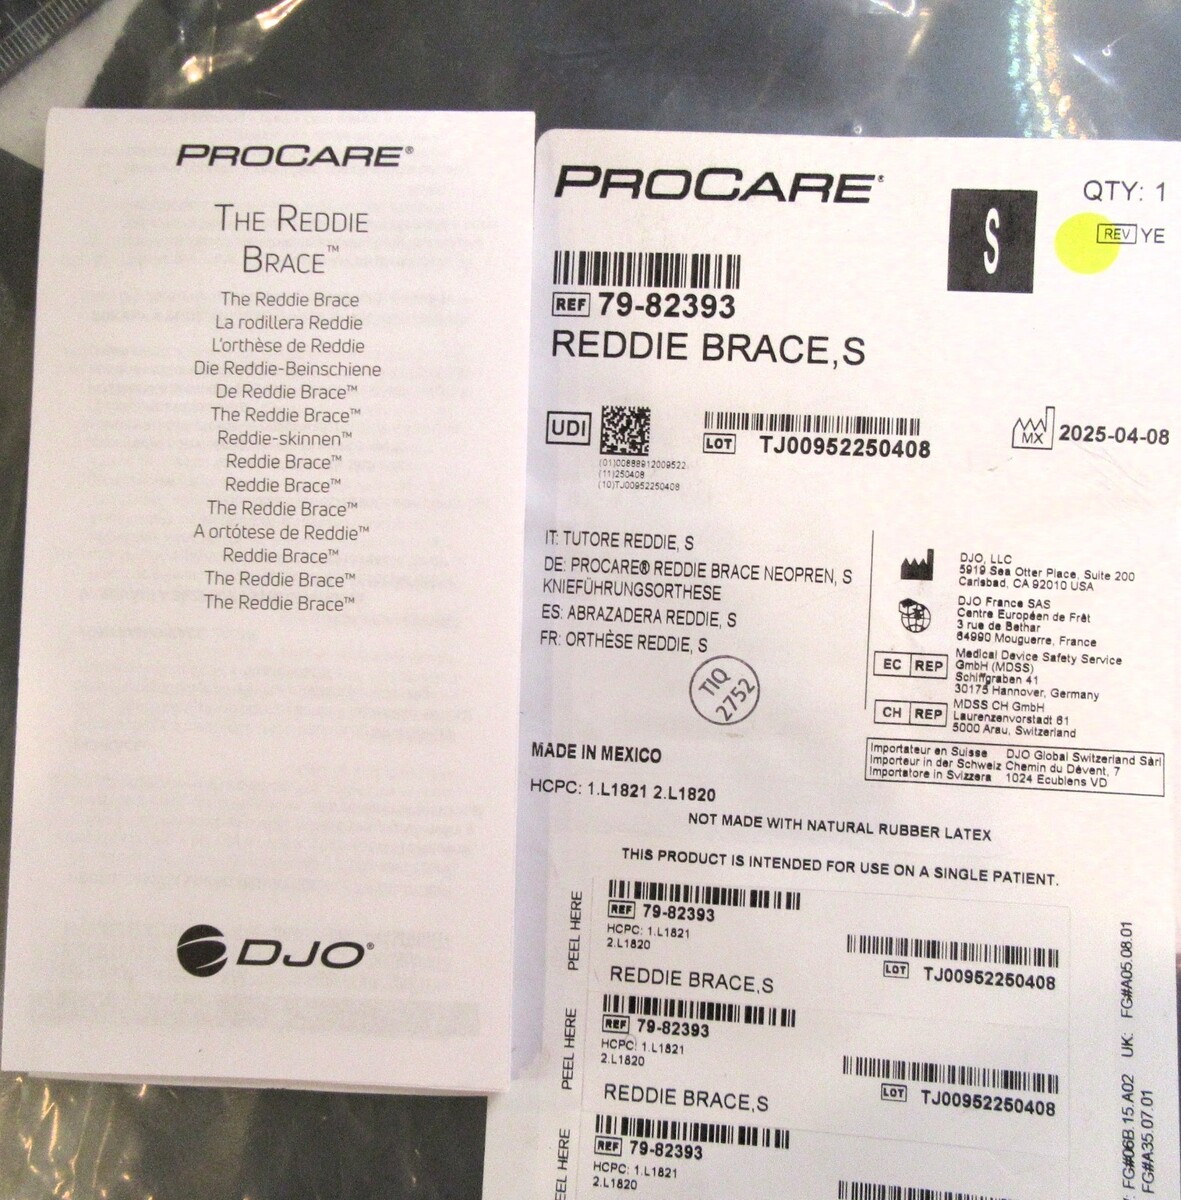 PROCARE®
THE REDDIE
BRACE™
The Reddie Brace
La rodillera Reddie
L'orthèse de Reddie
Die Reddie-Beinschiene
De Reddie Brace™
The Reddie Brace™
Reddie-skinnen™
Reddie Brace™
Reddie Brace™
The Reddie Brace™
A ortótese de Reddie™
Reddie Brace™
The Reddie Brace™
The Reddie Brace™
DJO®
PROCARE®
S
QTY: 1
REV YE
REF 79-82393
REDDIE BRACE,S
UDI
(01)00888912009522
(11)250408
(10)TJ00952250408
LOT TJ00952250408
MX 2025-04-08
IT: TUTORE REDDIE, S
DE: PROCARE® REDDIE BRACE NEOPREN, S
KNIEFÜHRUNGSORTHESE
ES: ABRAZADERA REDDIE, S
FR: ORTHÈSE REDDIE, S
TIQ
2752
DJO, LLC
5919 Sea Otter Place, Suite 200
Carlsbad, CA 92010 USA
DJO France SAS
Centre Européen de Frêt
3 rue de Bethar
64990 Mouguerre, France
EC REP
Medical Device Safety Service
GmbH (MDSS)
Schiffgraben 41
30175 Hannover, Germany
CH REP
MDSS CH GmbH
Laurenzenvorstadt 61
5000 Arau, Switzerland
Importateur en Suisse DJO Global Switzerland Sàrl
Importeur in der Schweiz Chemin du Dévent, 7
Importatore in Svizzera 1024 Ecublens VD
MADE IN MEXICO
HCPC: 1.L1821 2.L1820
NOT MADE WITH NATURAL RUBBER LATEX
THIS PRODUCT IS INTENDED FOR USE ON A SINGLE PATIENT.
PEEL HERE
REF 79-82393
HCPC: 1.L1821
2.L1820
REDDIE BRACE,S
LOT TJ00952250408
PEEL HERE
REF 79-82393
HCPC: 1.L1821
2.L1820
REDDIE BRACE,S
LOT TJ00952250408
HERE
REF 79-82393
HCPC: 1.L1821
2.L1820
FG#06B.15.A02 UK: FG#A05.08.01
FG#A35.07.01